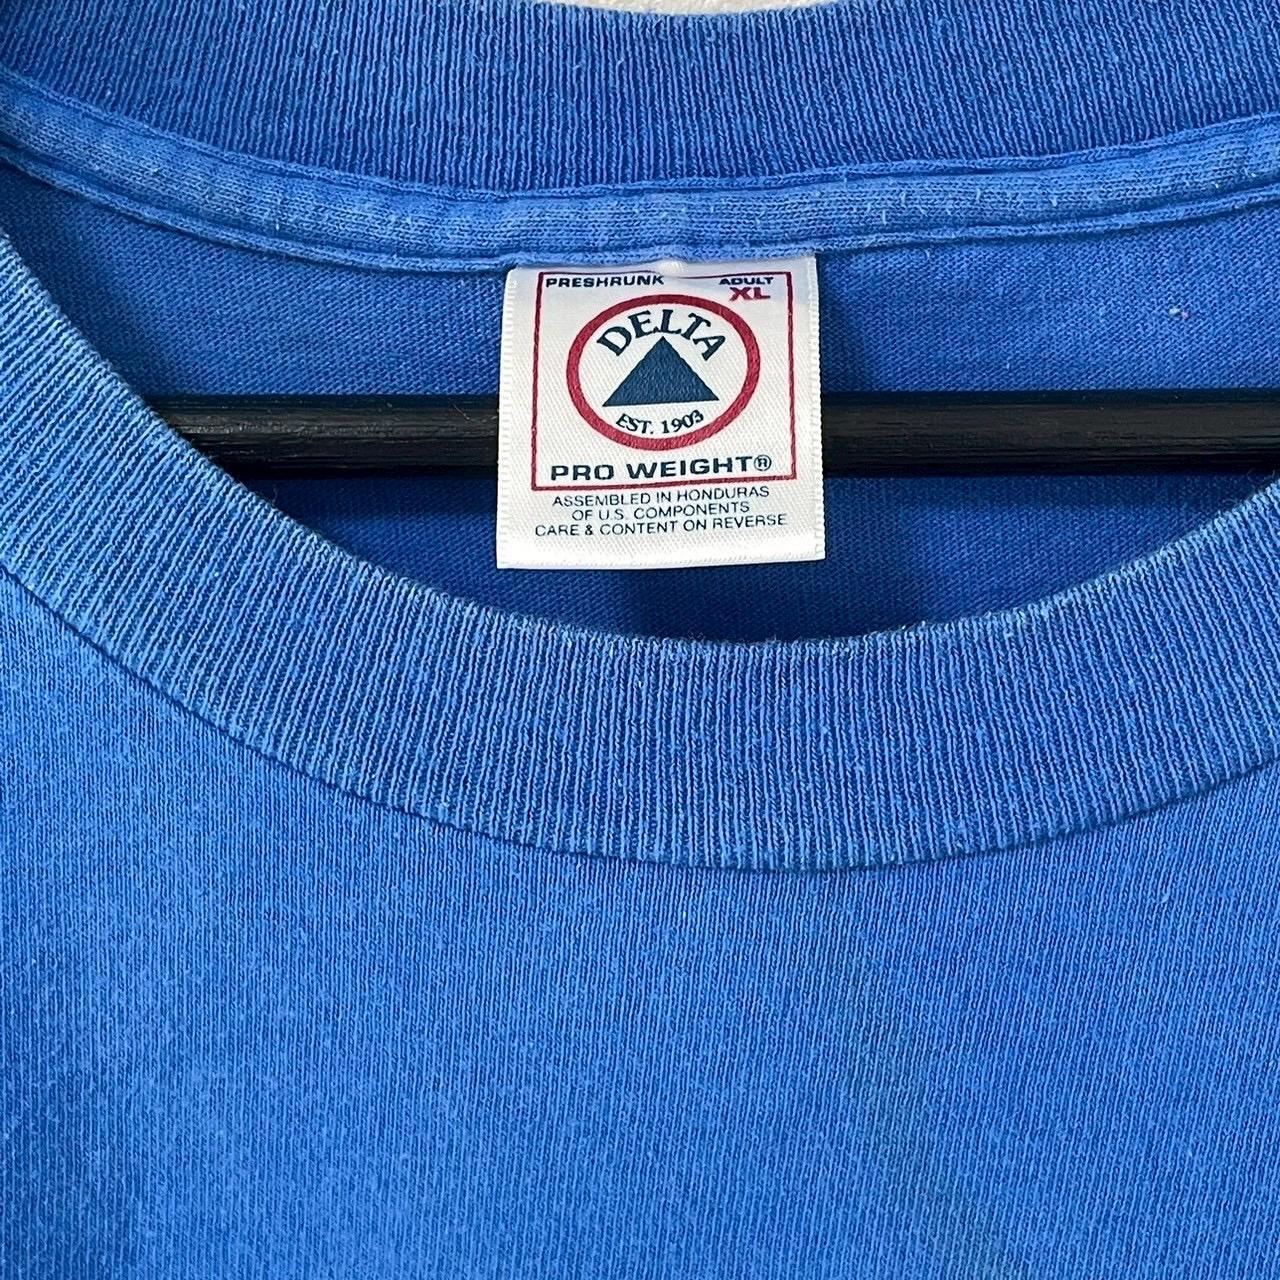 PRESHRUNK
ADULT
XL
DELTA
EST. 1903
PRO WEIGHT®
ASSEMBLED IN HONDURAS
OF U.S. COMPONENTS
CARE & CONTENT ON REVERSE